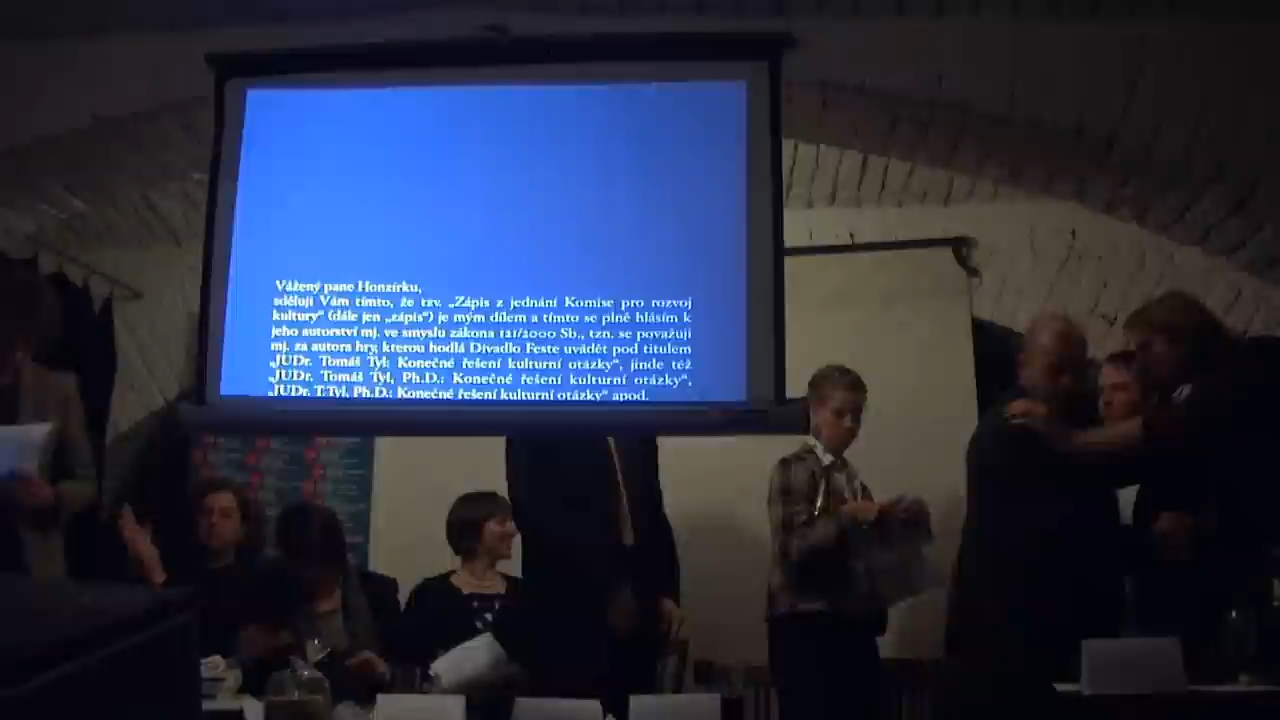 Vážený pane Honzírku,
sděluji Vám tímto, že tzv. „Zápis z jednání Komise pro rozvoj
kultury“ (dále jen „zápis“) je mým dílem a tímto se plně hlásím k
jeho autorství mj. ve smyslu zákona 121/2000 Sb., tzn. se považuji
mj. za autora hry, kterou hodlá Divadlo Feste uvádět pod titulem
„JUDr. Tomáš Tyl: Konečné řešení kulturní otázky“, jinde též
„JUDr. Tomáš Tyl, Ph.D.: Konečné řešení kulturní otázky“,
„JUDr. T.Tyl, Ph.D.: Konečné řešení kulturní otázky“ apod.